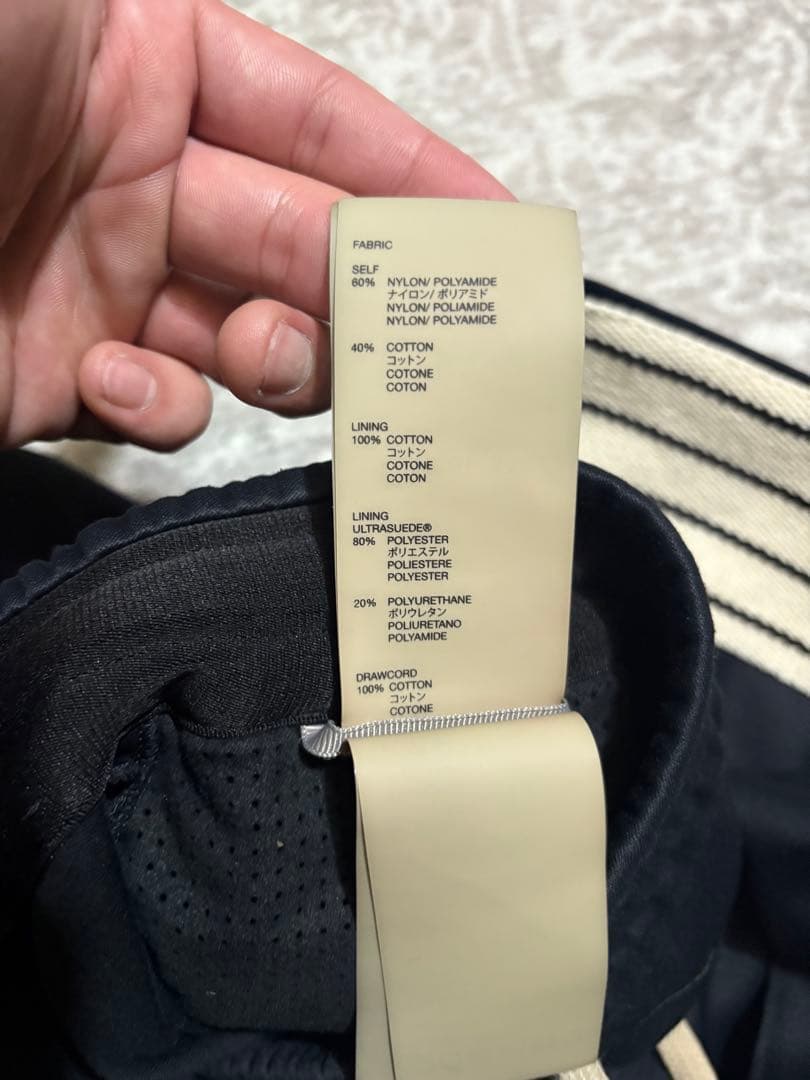 FABRIC
SELF
60% NYLON/ POLYAMIDE
ナイロン/ ポリアミド
NYLON/ POLIAMIDE
NYLON/ POLYAMIDE
40% COTTON
コットン
COTONE
COTON
LINING
100% COTTON
コットン
COTONE
COTON
LINING
ULTRASUEDE®
80% POLYESTER
ポリエステル
POLIESTERE
POLYESTER
20% POLYURETHANE
ポリウレタン
POLIURETANO
POLYAMIDE
DRAWCORD
100% COTTON
コットン
COTONE